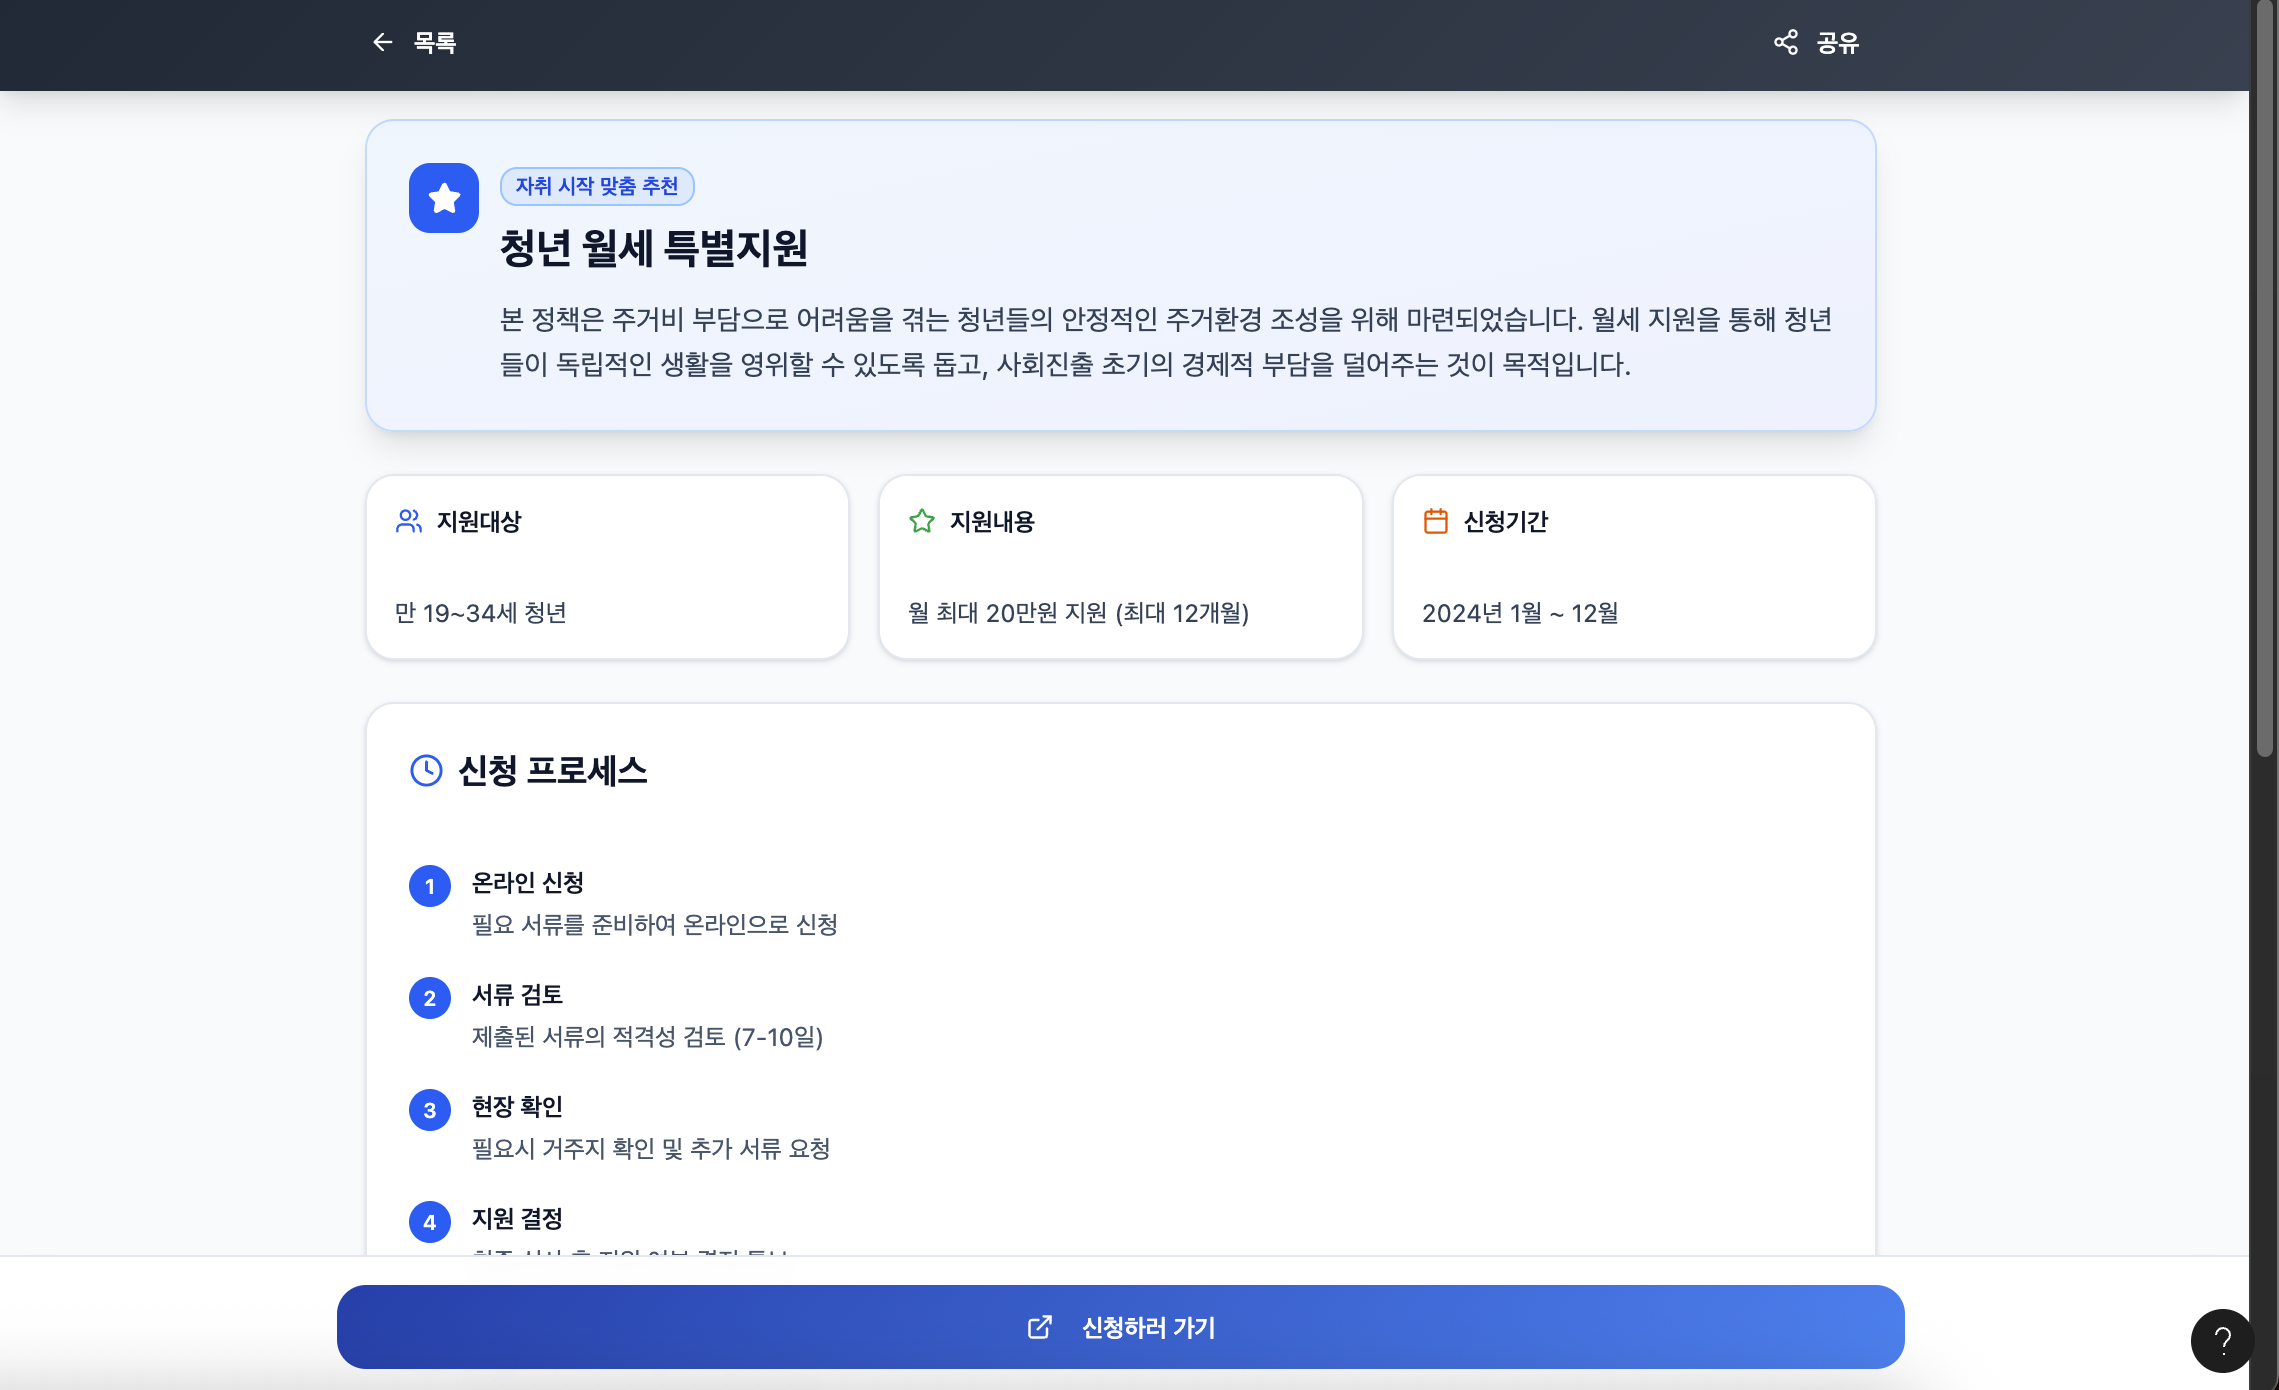 목록
공유
자취 시작 맞춤 추천
청년 월세 특별지원
본 정책은 주거비 부담으로 어려움을 겪는 청년들의 안정적인 주거환경 조성을 위해 마련되었습니다. 월세 지원을 통해 청년
들이 독립적인 생활을 영위할 수 있도록 돕고, 사회진출 초기의 경제적 부담을 덜어주는 것이 목적입니다.
지원대상
만 19~34세 청년
지원내용
월 최대 20만원 지원 (최대 12개월)
신청기간
2024년 1월 ~ 12월
신청 프로세스
1 온라인 신청
필요 서류를 준비하여 온라인으로 신청
2 서류 검토
제출된 서류의 적격성 검토 (7-10일)
3 현장 확인
필요시 거주지 확인 및 추가 서류 요청
4 지원 결정
신청하러 가기
?